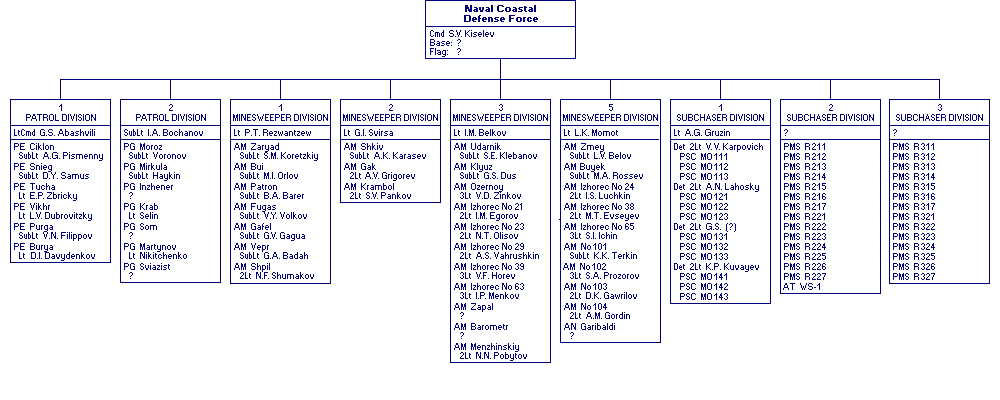 Naval Coastal
Defense Force
Cmd S.V. Kiselev
Base: ?
Flag: ?
1
PATROL DIVISION
LtCmd G.S. Abashvili
PE Ciklon
SubLt A.G. Pismenny
PE Snieg
SubLt D.Y. Samus
PE Tucha
Lt E.P. Zbricky
PE Vikhr
Lt L.V. Dubrovitzky
PE Purga
SubLt V.N. Filippov
PE Burya
Lt D.I. Davydenkov
2
PATROL DIVISION
SubLt I.A. Bochanov
PG Moroz
SubLt Voronov
PG Mirkula
SubLt Haykin
PG Inzhener
?
PG Krab
Lt Selin
PG Som
?
PG Martynov
Lt Nikitchenko
PG Sviazist
?
1
MINESWEEPER DIVISION
Lt P.T. Rezwantzew
AM Zaryad
SubLt S.M. Koretzkiy
AM Bui
SubLt M.I. Orlov
AM Patron
SubLt B.A. Barer
AM Fugas
SubLt V.Y. Volkov
AM Gafel
SubLt G.V. Gagua
AM Vepr
SubLt G.A. Badah
AM Shpil
2Lt N.F. Shumakov
2
MINESWEEPER DIVISION
Lt G.I. Svirsa
AM Shkiv
SubLt A.K. Karasev
AM Gak
2Lt A.V. Grigorev
AM Krambol
2Lt S.V. Pankov
3
MINESWEEPER DIVISION
Lt I.M. Belkov
AM Udarnik
SubLt S.E. Klebanov
AM Klyuz
SubLt G.S. Dus
AM Ozernoy
3Lt V.D. Zinkov
AM Izhorec No 21
2Lt I.M. Egorov
AM Izhorec No 23
2Lt N.T. Olisov
AM Izhorec No 29
2Lt A.S. Vahrushkin
AM Izhorec No 39
3Lt V.F. Horev
AM Izhorec No 63
3Lt I.P. Menkov
AM Zapal
?
AM Barometr
?
AM Menzhinskiy
2Lt N.N. Pobytov
5
MINESWEEPER DIVISION
Lt L.K. Momot
AM Zmey
SubLt L.V. Belov
AM Buyek
SubLt M.A. Rossev
AM Izhorec No 24
2Lt I.S. Luchkin
AM Izhorec No 38
2Lt M.T. Evseyev
AM Izhorec No 65
3Lt S.I. Ichin
AM No101
SubLt K.K. Terkin
AM No102
3Lt S.A. Prozorov
AM No103
2Lt D.K. Gawrilov
AM No104
2Lt A.M. Gordin
AN Garibaldi
?
1
SUBCHASER DIVISION
Lt A.G. Gruzin
Det 2Lt V.V. Karpovich
PSC MO111
PSC MO112
PSC MO113
Det 2Lt A.N. Lahosky
PSC MO121
PSC MO122
PSC MO123
Det 2Lt G.S. (?)
PSC MO131
PSC MO132
PSC MO133
Det 2Lt K.P. Kuvayev
PSC MO141
PSC MO142
PSC MO143
2
SUBCHASER DIVISION
?
PMS R211
PMS R212
PMS R213
PMS R214
PMS R215
PMS R216
PMS R217
PMS R221
PMS R222
PMS R223
PMS R224
PMS R225
PMS R226
PMS R227
AT WS-1
3
SUBCHASER DIVISION
?
PMS R311
PMS R312
PMS R313
PMS R314
PMS R315
PMS R316
PMS R317
PMS R321
PMS R322
PMS R323
PMS R324
PMS R325
PMS R326
PMS R327